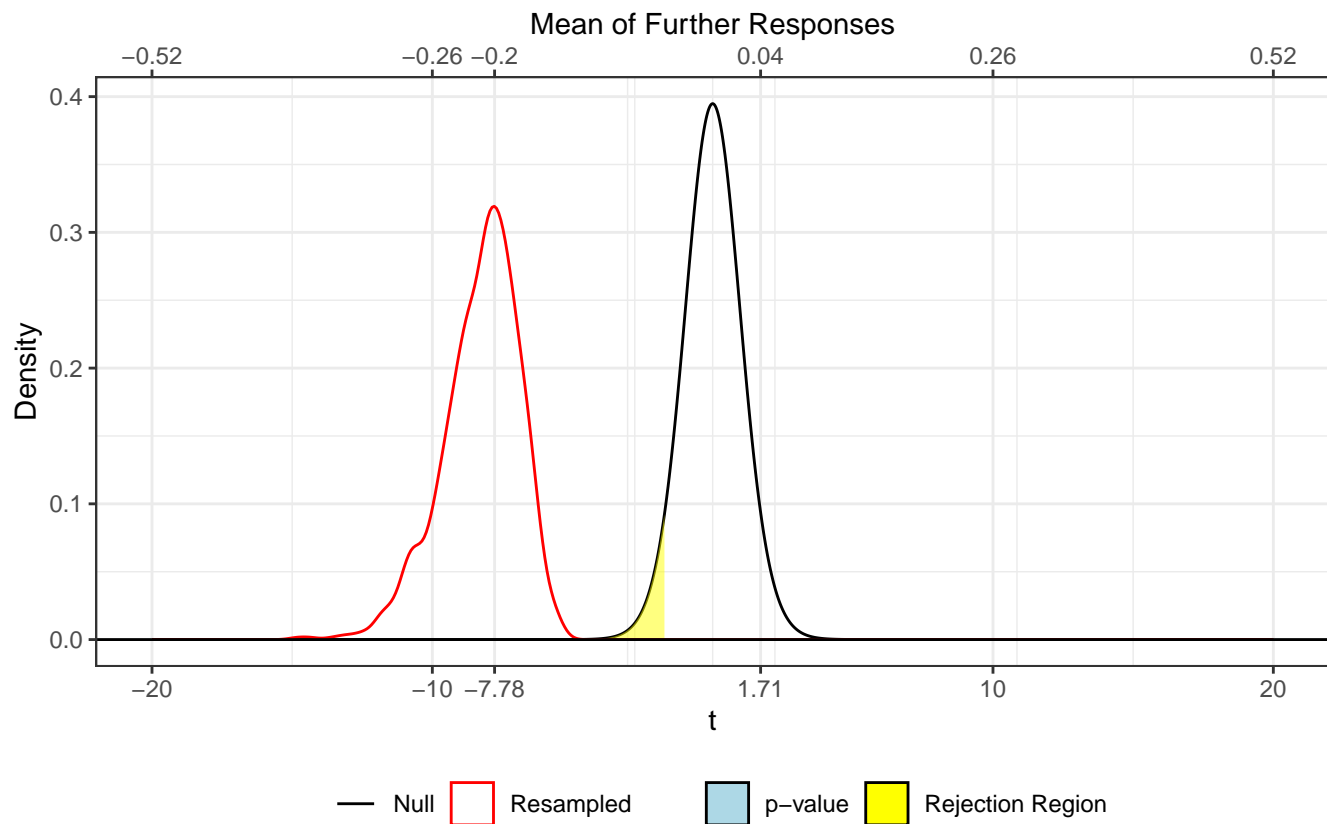 Mean of Further Responses
−0.52 −0.26 −0.2 0.04 0.26 0.52
0.4
0.3
0.2
0.1
0.0
Density
−20 −10 −7.78 1.71 10 20
t
Null Resampled p−value Rejection Region